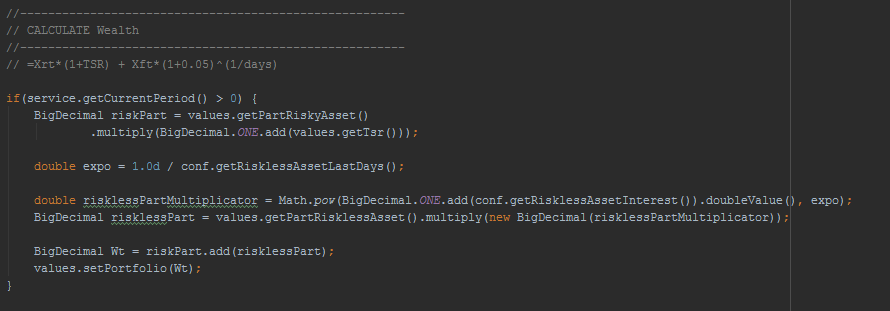 //-------------------------------------------------------
// CALCULATE Wealth
//-------------------------------------------------------
// =Xrt*(1+TSR) + Xft*(1+0.05)^(1/days)
if(service.getCurrentPeriod() > 0) {
BigDecimal riskPart = values.getPartRiskyAsset()
.multiply(BigDecimal.ONE.add(values.getTsr()));
double expo = 1.0d / conf.getRisklessAssetLastDays();
double risklessPartMultiplicator = Math.pow(BigDecimal.ONE.add(conf.getRisklessAssetInterest()).doubleValue(), expo);
BigDecimal risklessPart = values.getPartRisklessAsset().multiply(new BigDecimal(risklessPartMultiplicator));
BigDecimal Wt = riskPart.add(risklessPart);
values.setPortfolio(Wt);
}